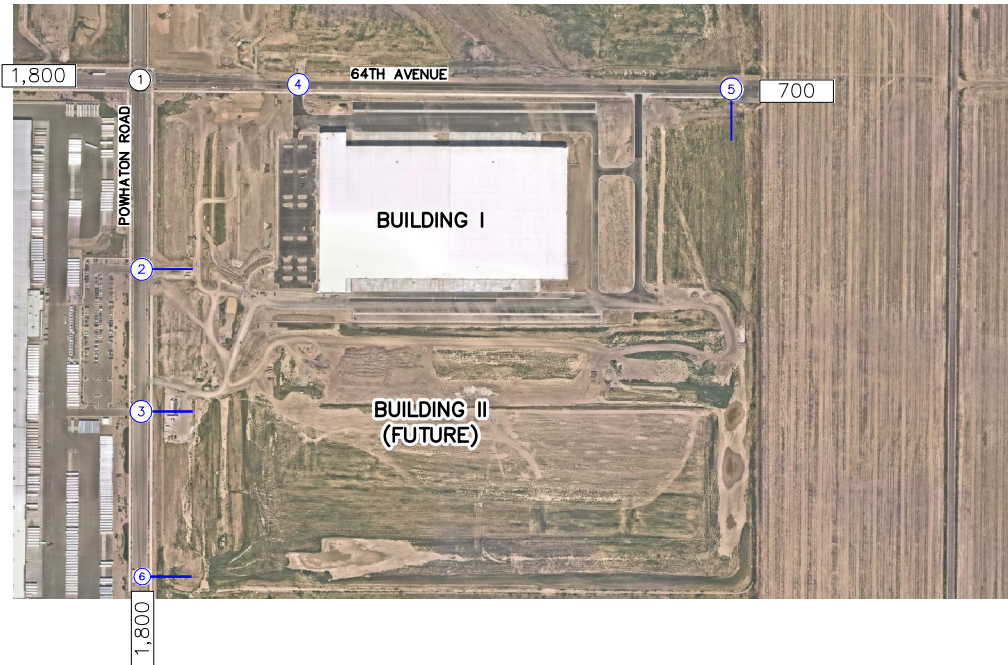 1,800
1
4
64TH AVENUE
5
700
POWHATON ROAD
BUILDING I
2
3
BUILDING II
(FUTURE)
6
1,800